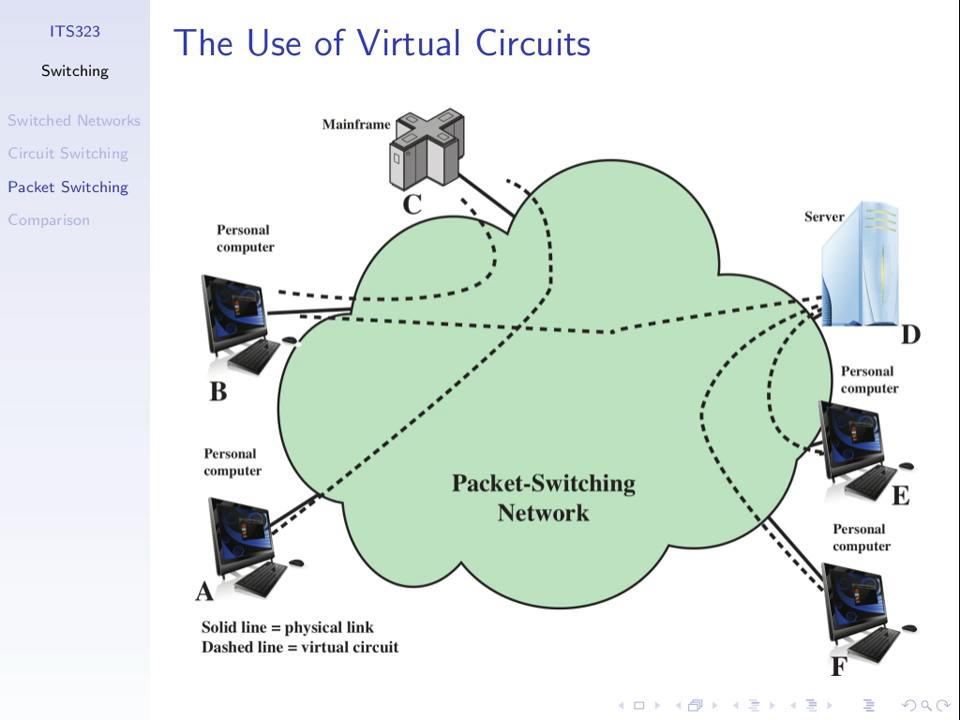 ITS323
Switching
Switched Networks
Circuit Switching
Packet Switching
Comparison
The Use of Virtual Circuits
Mainframe
C
Server
D
Personal
computer
B
Personal
computer
E
Personal
computer
A
Packet-Switching
Network
Personal
computer
F
Solid line = physical link
Dashed line = virtual circuit